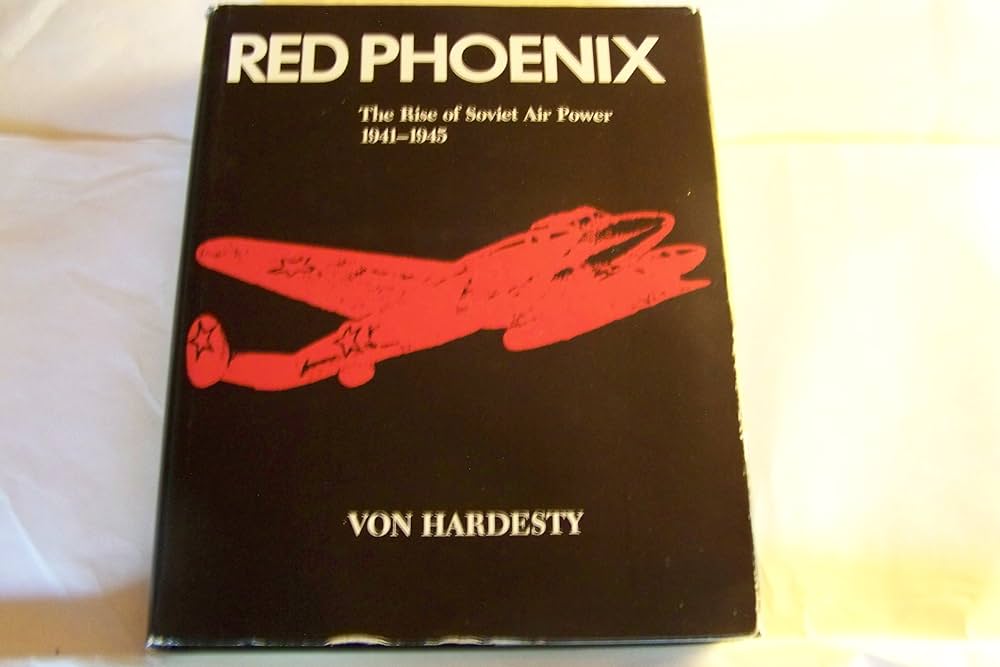 RED PHOENIX
The Rise of Soviet Air Power
1941–1945
VON HARDESTY